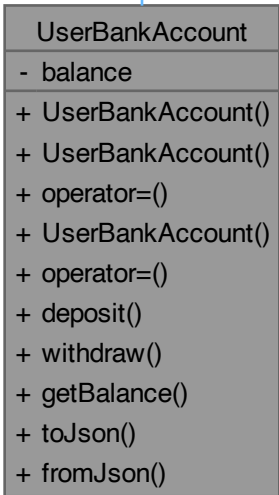 UserBankAccount
- balance
+ UserBankAccount()
+ UserBankAccount()
+ operator=()
+ UserBankAccount()
+ operator=()
+ deposit()
+ withdraw()
+ getBalance()
+ toJson()
+ fromJson()